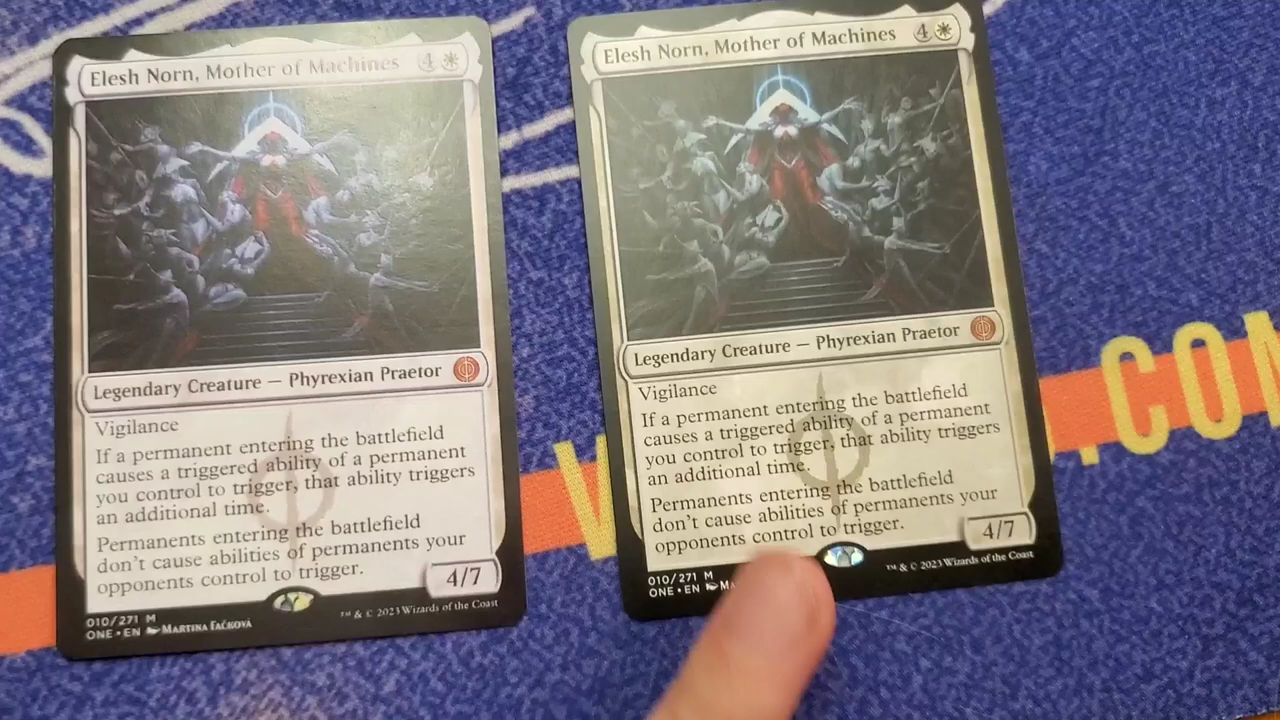 Elesh Norn, Mother of Machines 4
Legendary Creature — Phyrexian Praetor
Vigilance
If a permanent entering the battlefield
causes a triggered ability of a permanent
you control to trigger, that ability triggers
an additional time.
Permanents entering the battlefield
don't cause abilities of permanents your
opponents control to trigger.
4/7
010/271 M
ONE • EN MARTINA FAČKOVÁ
™ & © 2023 Wizards of the Coast
Elesh Norn, Mother of Machines 4
Legendary Creature — Phyrexian Praetor
Vigilance
If a permanent entering the battlefield
causes a triggered ability of a permanent
you control to trigger, that ability triggers
an additional time.
Permanents entering the battlefield
don't cause abilities of permanents your
opponents control to trigger.
4/7
010/271 M
ONE • EN MA
™ & © 2023 Wizards of the Coast
.COM